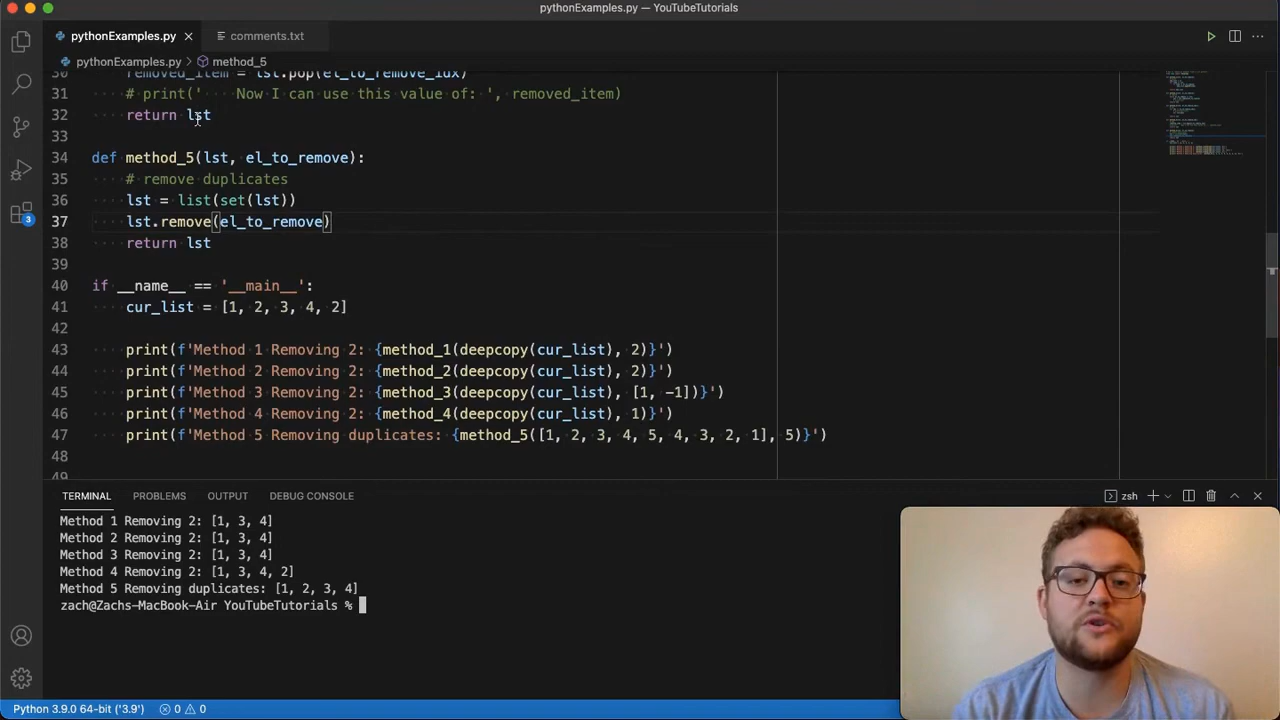 pythonExamples.py — YouTubeTutorials
pythonExamples.py comments.txt
pythonExamples.py > method_5
30 removed_item = lst.pop(el_to_remove_idx)
31 # print(' Now I can use this value of ', removed_item)
32 return lst
33
34 def method_5(lst, el_to_remove):
35 # remove duplicates
36 lst = list(set(lst))
37 lst.remove(el_to_remove)
38 return lst
39
40 if __name__ == '__main__':
41 cur_list = [1, 2, 3, 4, 2]
42
43 print(f'Method 1 Removing 2: {method_1(deepcopy(cur_list), 2)}')
44 print(f'Method 2 Removing 2: {method_2(deepcopy(cur_list), 2)}')
45 print(f'Method 3 Removing 2: {method_3(deepcopy(cur_list), [1, -1])}')
46 print(f'Method 4 Removing 2: {method_4(deepcopy(cur_list), 1)}')
47 print(f'Method 5 Removing duplicates: {method_5([1, 2, 3, 4, 5, 4, 3, 2, 1], 5)}')
48
49
3
TERMINAL PROBLEMS OUTPUT DEBUG CONSOLE zsh
Method 1 Removing 2: [1, 3, 4]
Method 2 Removing 2: [1, 3, 4]
Method 3 Removing 2: [1, 3, 4]
Method 4 Removing 2: [1, 3, 4, 2]
Method 5 Removing duplicates: [1, 2, 3, 4]
zach@Zachs-MacBook-Air YouTubeTutorials %
Python 3.9.0 64-bit ('3.9') 0 0